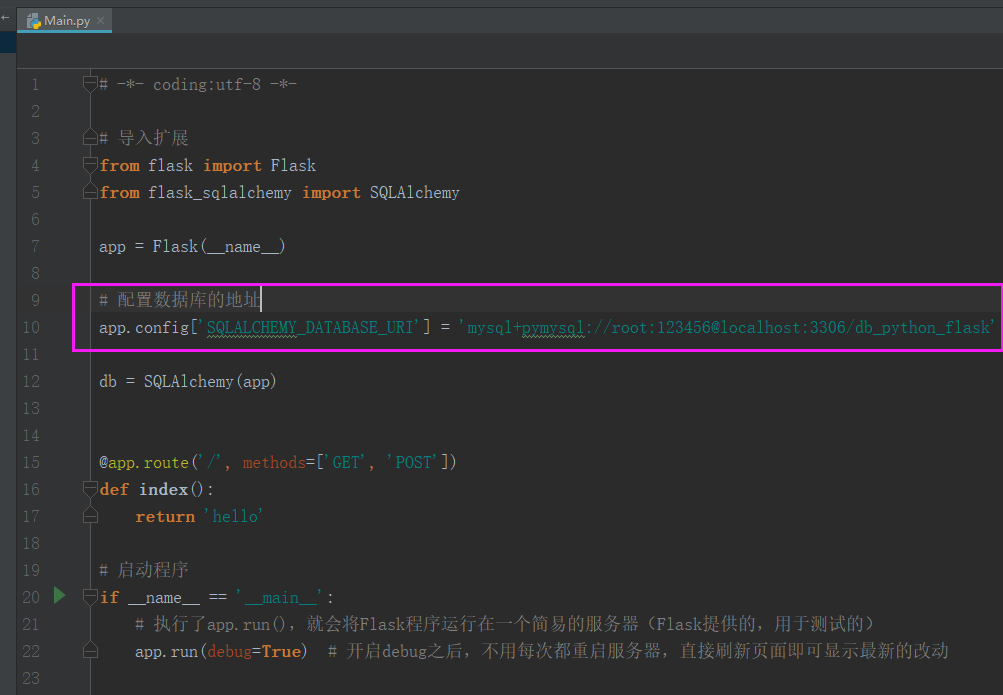 Main.py
1 # -*- coding:utf-8 -*-
2
3 # 导入扩展
4 from flask import Flask
5 from flask_sqlalchemy import SQLAlchemy
6
7 app = Flask(__name__)
8
9 # 配置数据库的地址
10 app.config['SQLALCHEMY_DATABASE_URI'] = 'mysql+pymysql://root:123456@localhost:3306/db_python_flask'
11
12 db = SQLAlchemy(app)
13
14
15 @app.route('/', methods=['GET', 'POST'])
16 def index():
17     return 'hello'
18
19 # 启动程序
20 if __name__ == '__main__':
21     # 执行了app.run()，就会将Flask程序运行在一个简易的服务器（Flask提供的，用于测试的）
22     app.run(debug=True)  # 开启debug之后，不用每次都重启服务器，直接刷新页面即可显示最新的改动
23